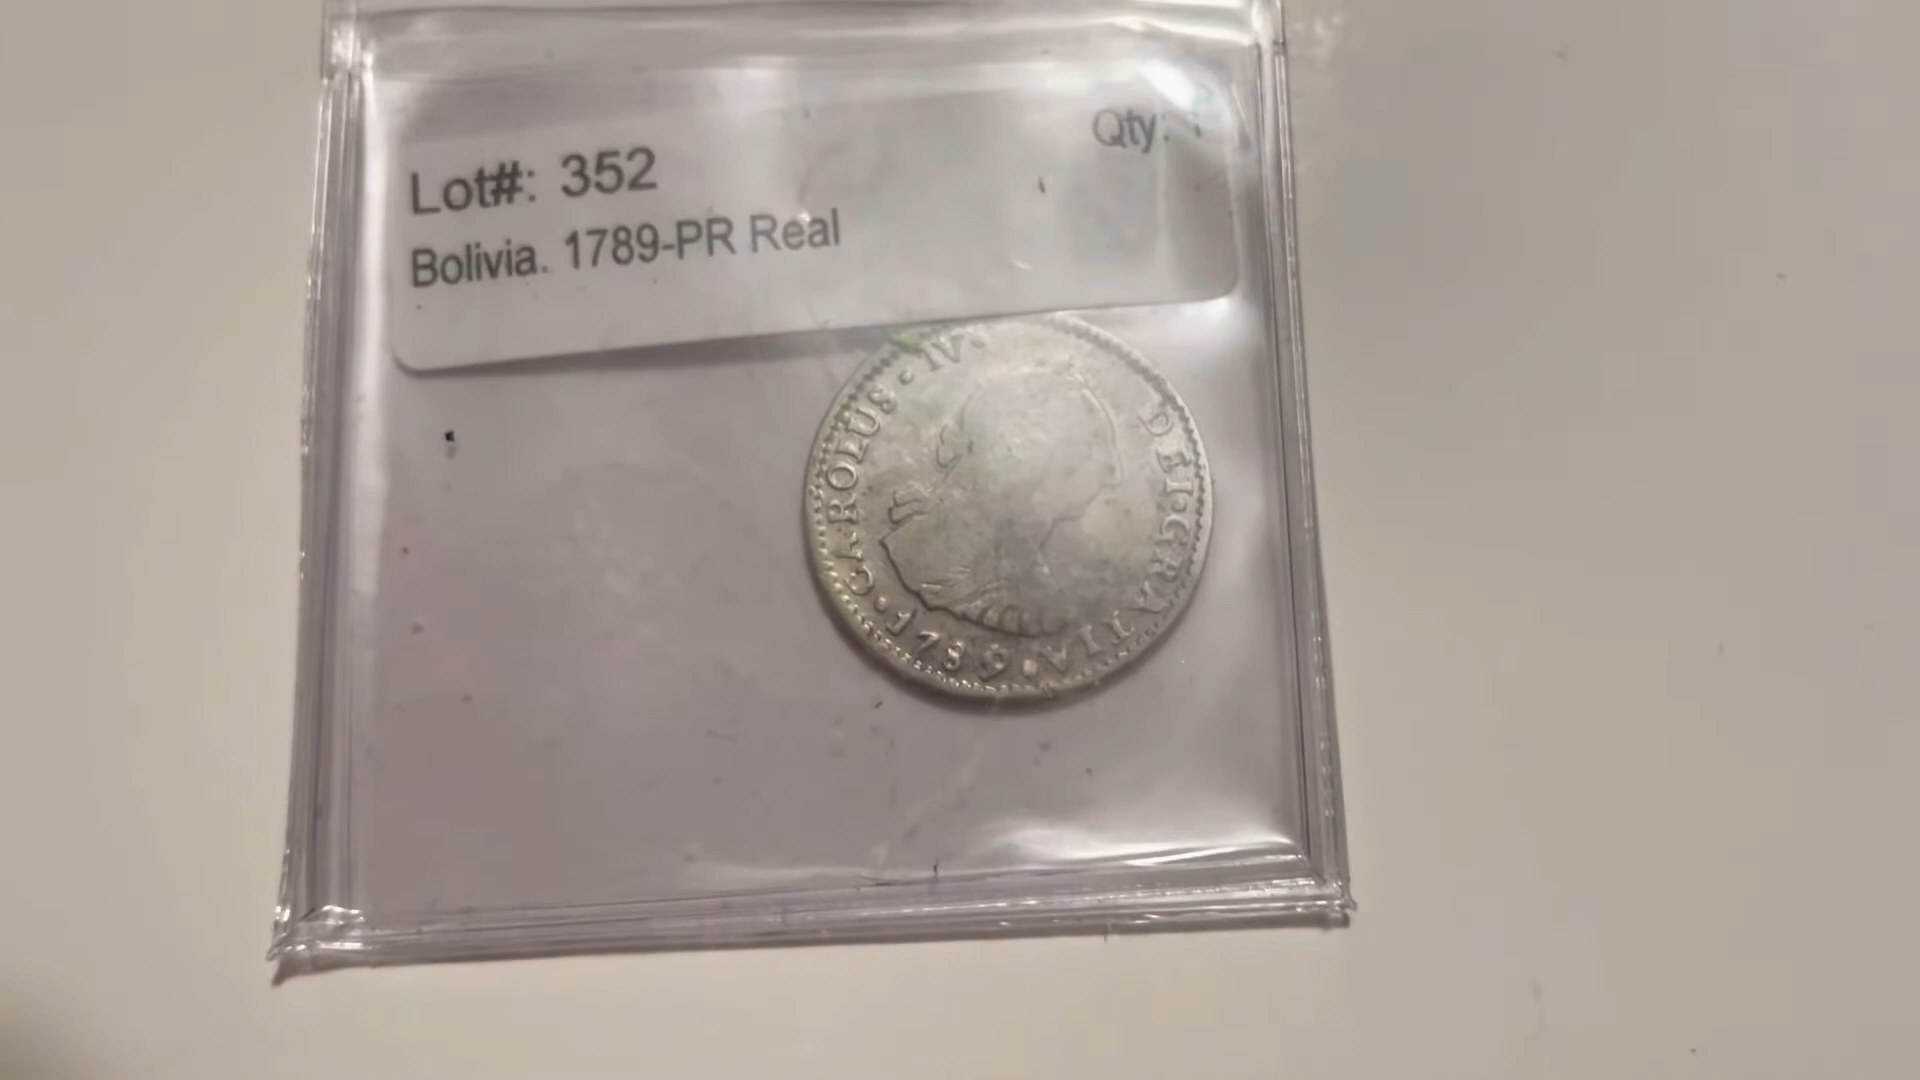 Lot#: 352
Qty:
Bolivia. 1789-PR Real
·CAROLUS·IV·
DEI·GRATIA·
1789·